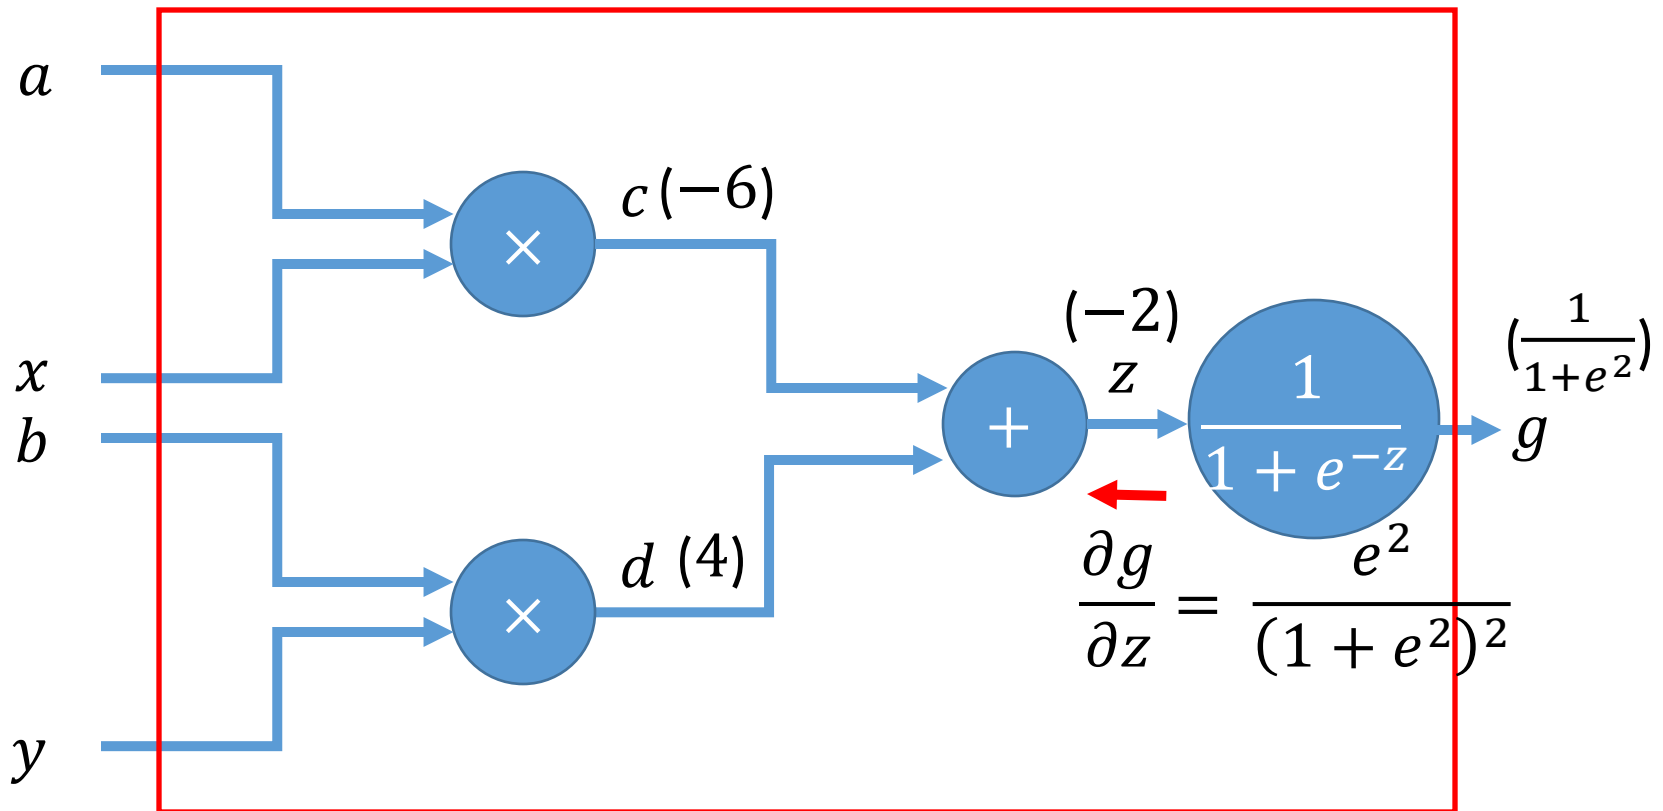 a
x
b
y
×
c (−6)
×
d (4)
+
(−2)
z
1
1 + e^{−z}
(1/(1+e^2))
g
∂g/∂z = e^2/(1 + e^2)^2